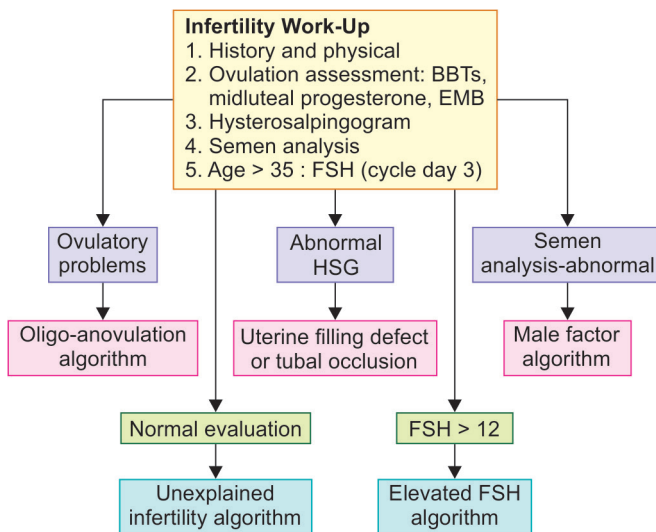 Infertility Work-Up
1. History and physical
2. Ovulation assessment: BBTs,
midluteal progesterone, EMB
3. Hysterosalpingogram
4. Semen analysis
5. Age > 35 : FSH (cycle day 3)
Ovulatory
problems
Abnormal
HSG
Semen
analysis-abnormal
Oligo-anovulation
algorithm
Uterine filling defect
or tubal occlusion
Male factor
algorithm
Normal evaluation
FSH > 12
Unexplained
infertility algorithm
Elevated FSH
algorithm